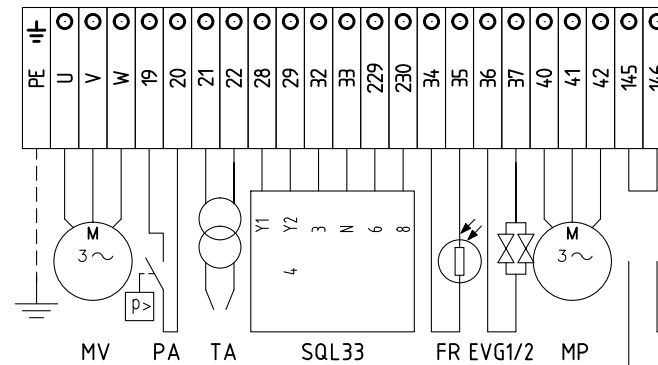 PE U V W 19 20 21 22 28 29 32 33 229 230 34 35 36 37 40 41 42 145 146
Y1 Y2 3 N 6 8
4
M
3~
p>
M
3~
MV PA TA SQL33 FR EVG1/2 MP